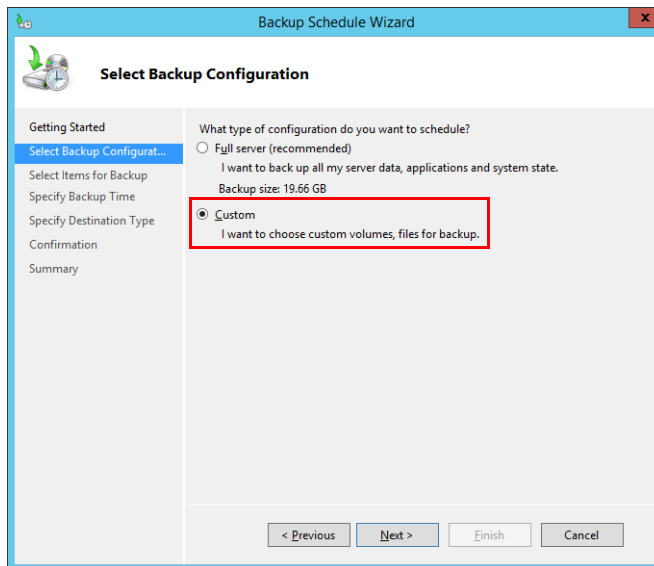 Backup Schedule Wizard
x
Select Backup Configuration
Getting Started
Select Backup Configurat...
Select Items for Backup
Specify Backup Time
Specify Destination Type
Confirmation
Summary
What type of configuration do you want to schedule?
Full server (recommended)
I want to back up all my server data, applications and system state.
Backup size: 19.66 GB
Custom
I want to choose custom volumes, files for backup.
< Previous
Next >
Finish
Cancel